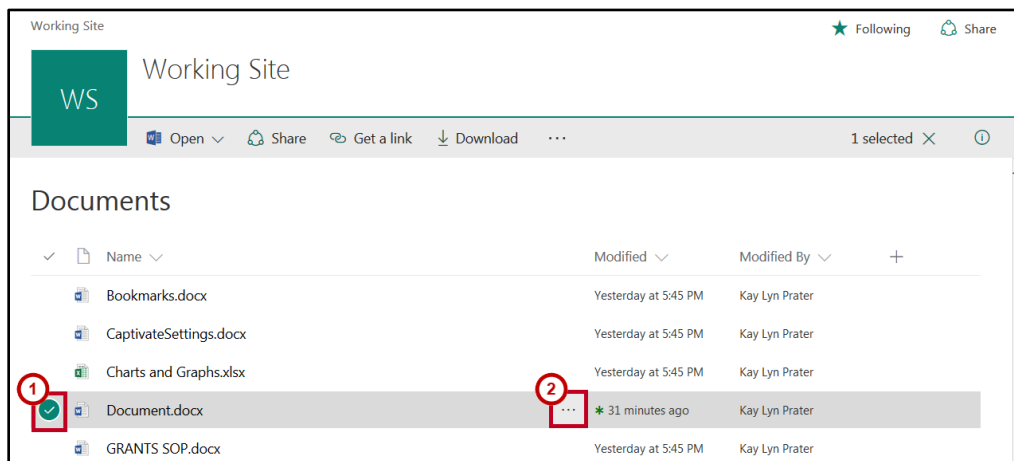 Working Site
Following Share
Working Site
WS
Open Share Get a link Download ... 1 selected
Documents
Name Modified Modified By
Bookmarks.docx Yesterday at 5:45 PM Kay Lyn Prater
CaptivateSettings.docx Yesterday at 5:45 PM Kay Lyn Prater
Charts and Graphs.xlsx Yesterday at 5:45 PM Kay Lyn Prater
1 2
Document.docx ... 31 minutes ago Kay Lyn Prater
GRANTS SOP.docx Yesterday at 5:45 PM Kay Lyn Prater